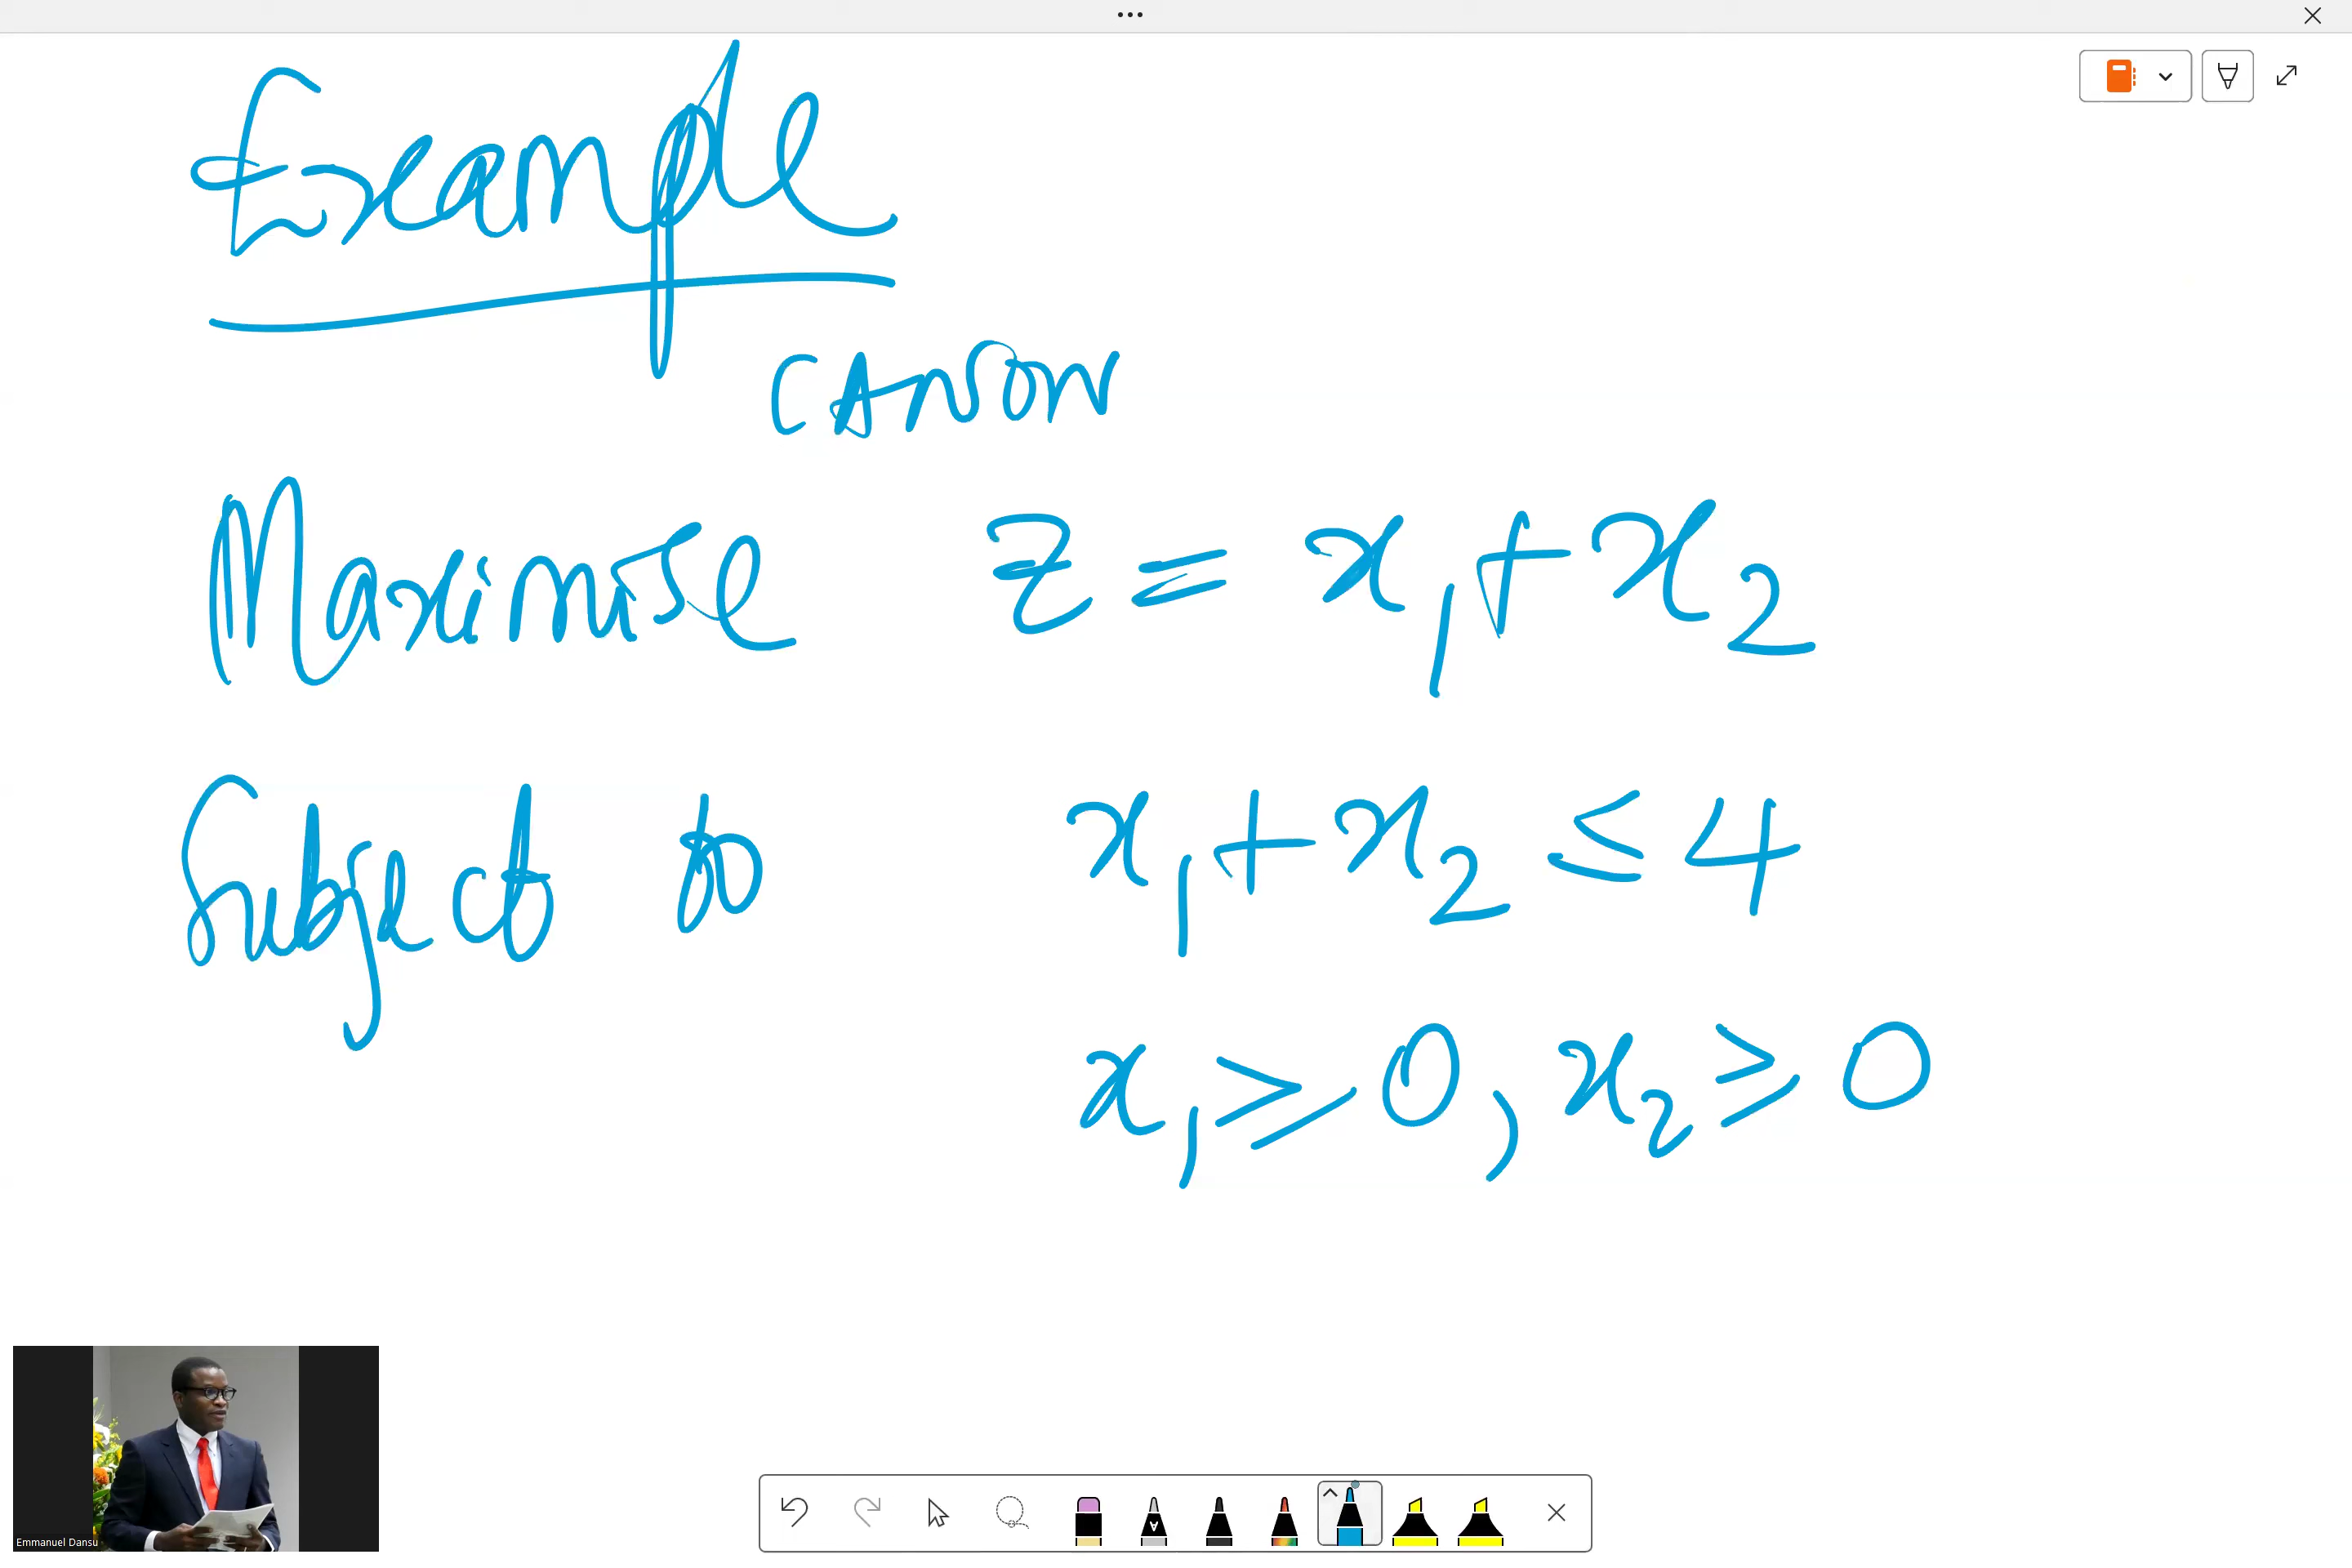 Example
CANON
Maximise z = x₁ + x₂
Subject to x₁ + x₂ ≤ 4
x₁ ≥ 0, x₂ ≥ 0
Emmanuel Dansu